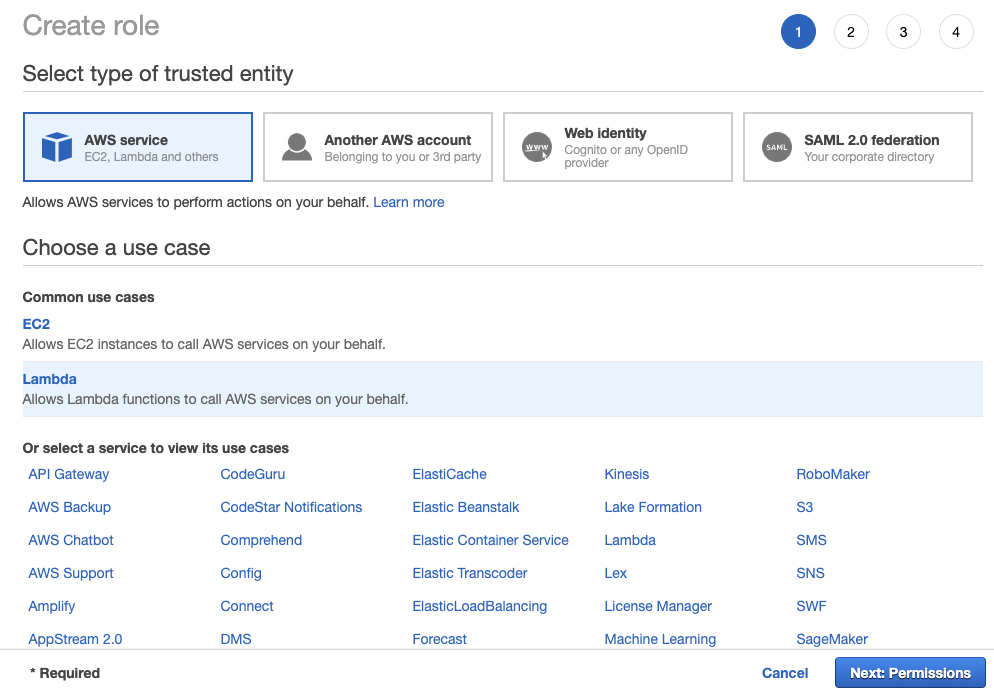 Create role
1 2 3 4
Select type of trusted entity
AWS service
EC2, Lambda and others
Another AWS account
Belonging to you or 3rd party
WWW
Web identity
Cognito or any OpenID
provider
SAML
SAML 2.0 federation
Your corporate directory
Allows AWS services to perform actions on your behalf. Learn more
Choose a use case
Common use cases
EC2
Allows EC2 instances to call AWS services on your behalf.
Lambda
Allows Lambda functions to call AWS services on your behalf.
Or select a service to view its use cases
API Gateway CodeGuru ElastiCache Kinesis RoboMaker
AWS Backup CodeStar Notifications Elastic Beanstalk Lake Formation S3
AWS Chatbot Comprehend Elastic Container Service Lambda SMS
AWS Support Config Elastic Transcoder Lex SNS
Amplify Connect ElasticLoadBalancing License Manager SWF
AppStream 2.0 DMS Forecast Machine Learning SageMaker
* Required Cancel Next: Permissions